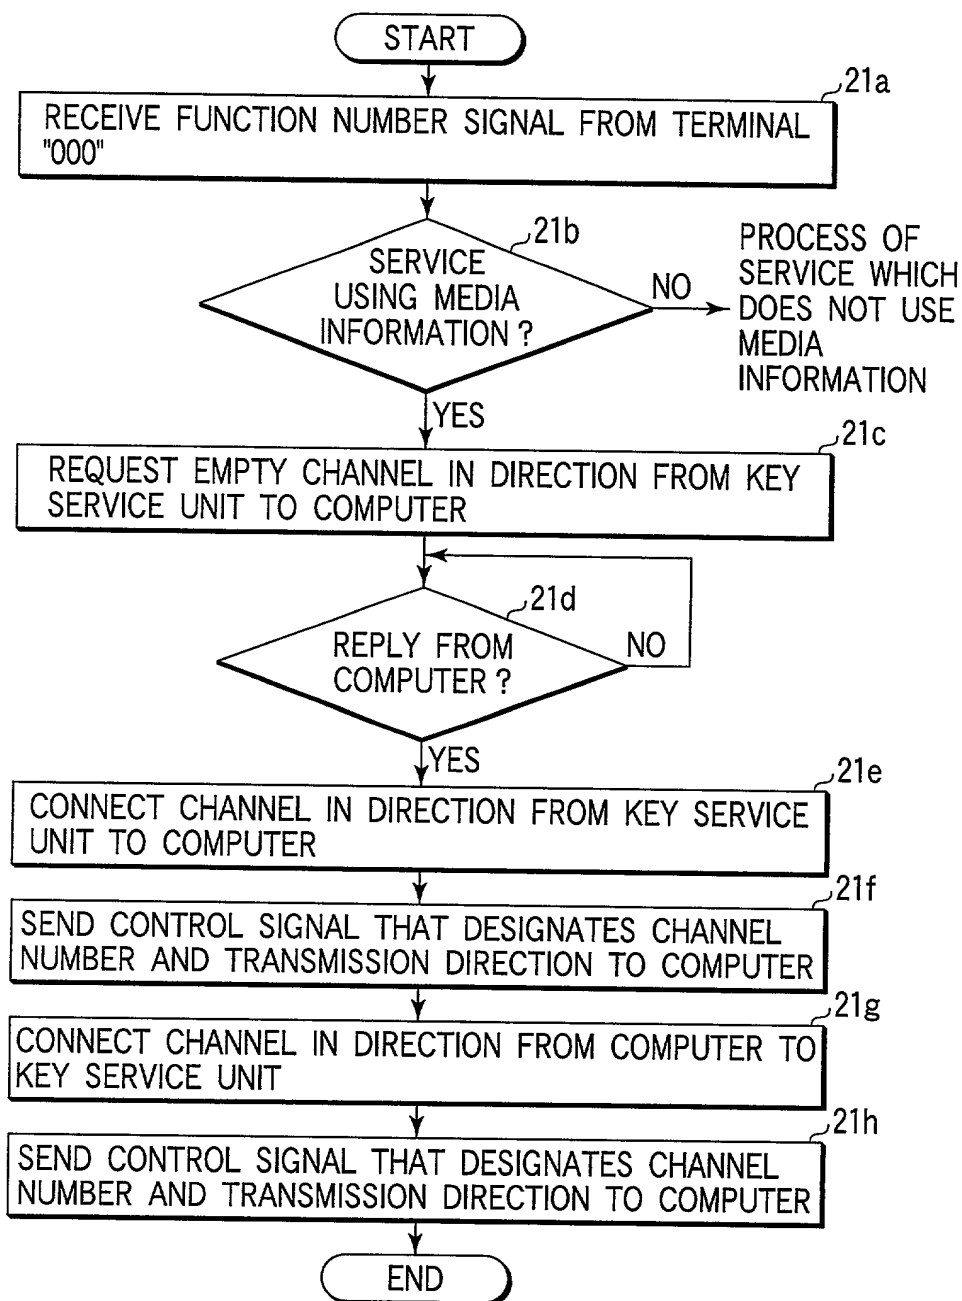 START
21a
RECEIVE FUNCTION NUMBER SIGNAL FROM TERMINAL
"000"
21b
SERVICE
USING MEDIA
INFORMATION ?
NO
PROCESS OF
SERVICE WHICH
DOES NOT USE
MEDIA
INFORMATION
YES
21c
REQUEST EMPTY CHANNEL IN DIRECTION FROM KEY
SERVICE UNIT TO COMPUTER
21d
REPLY FROM
COMPUTER ?
NO
YES
21e
CONNECT CHANNEL IN DIRECTION FROM KEY SERVICE
UNIT TO COMPUTER
21f
SEND CONTROL SIGNAL THAT DESIGNATES CHANNEL
NUMBER AND TRANSMISSION DIRECTION TO COMPUTER
21g
CONNECT CHANNEL IN DIRECTION FROM COMPUTER TO
KEY SERVICE UNIT
21h
SEND CONTROL SIGNAL THAT DESIGNATES CHANNEL
NUMBER AND TRANSMISSION DIRECTION TO COMPUTER
END